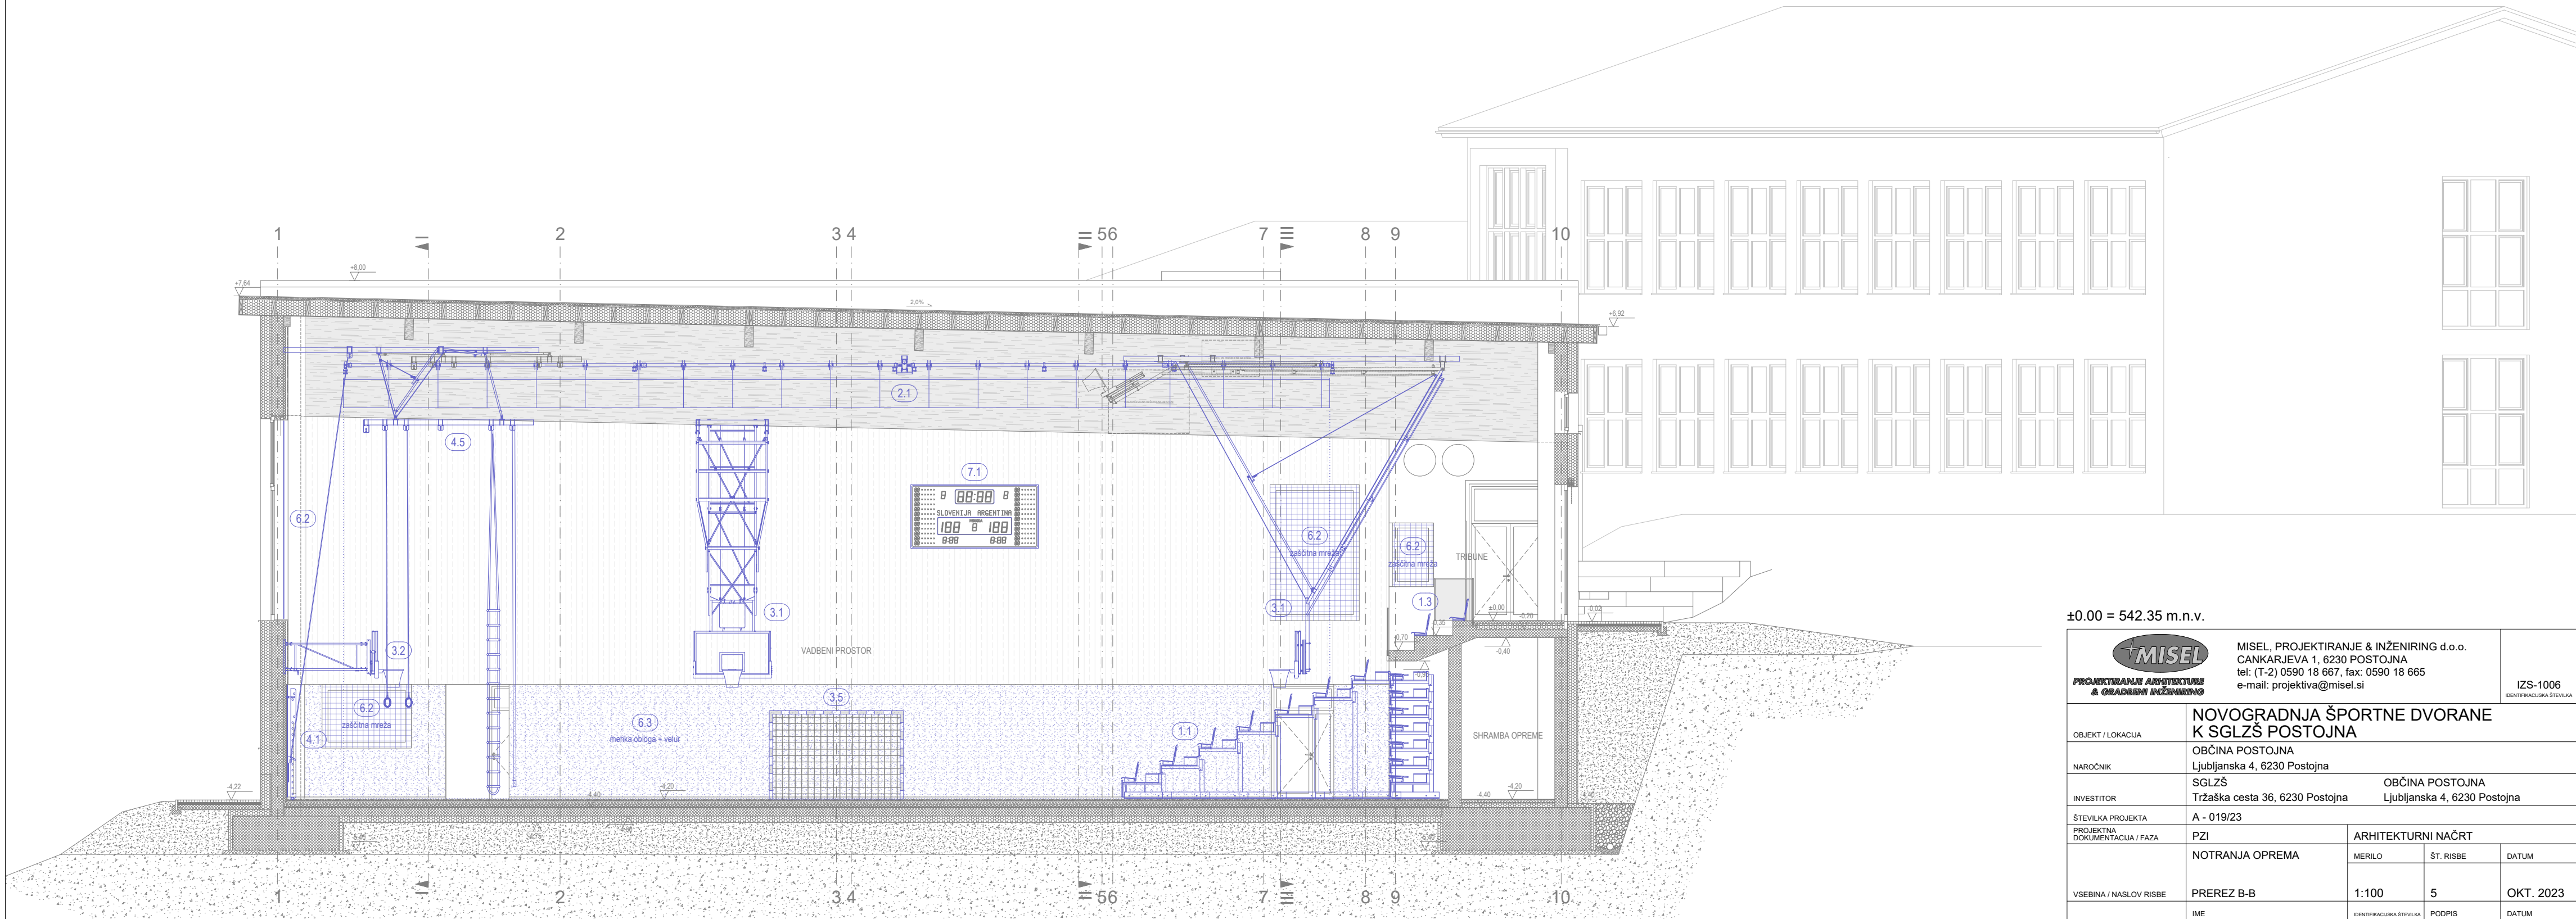 1
2
3 4
56
7
8
9
10
+8,00
+7,64
2,0%
+6,92
2.1
4.5
7.1
8 88:88 8
SLOVENIJA ARGENTINA
188 8 188
8:88 8:88
6.2
6.2
zaščitna mreža
6.2
zaščitna mreža
TRIBUNE
1.3
3.1
3.1
±0,00
-0,20
-0,02
-0,35
-0,70
-0,40
VADBENI PROSTOR
3.2
6.2
zaščitna mreža
4.1
6.3
mehka obloga + velur
3.5
1.1
SHRAMBA OPREME
-4,22
-4,20
-4,40
-4,20
-4,40
1
2
3 4
56
7
8
9
10
±0.00 = 542.35 m.n.v.
MISEL
PROJEKTIRANJE ARHITEKTURE
& GRADBENI INŽENIRING
MISEL, PROJEKTIRANJE & INŽENIRING d.o.o.
CANKARJEVA 1, 6230 POSTOJNA
tel: (T-2) 0590 18 667, fax: 0590 18 665
e-mail: projektiva@misel.si
IZS-1006
IDENTIFIKACIJSKA ŠTEVILKA
OBJEKT / LOKACIJA
NOVOGRADNJA ŠPORTNE DVORANE
K SGLZŠ POSTOJNA
NAROČNIK
OBČINA POSTOJNA
Ljubljanska 4, 6230 Postojna
INVESTITOR
SGLZŠ OBČINA POSTOJNA
Tržaška cesta 36, 6230 Postojna Ljubljanska 4, 6230 Postojna
ŠTEVILKA PROJEKTA A - 019/23
PROJEKTNA
DOKUMENTACIJA / FAZA PZI ARHITEKTURNI NAČRT
NOTRANJA OPREMA MERILO ŠT. RISBE DATUM
VSEBINA / NASLOV RISBE PREREZ B-B 1:100 5 OKT. 2023
IME IDENTIFIKACIJSKA ŠTEVILKA PODPIS DATUM